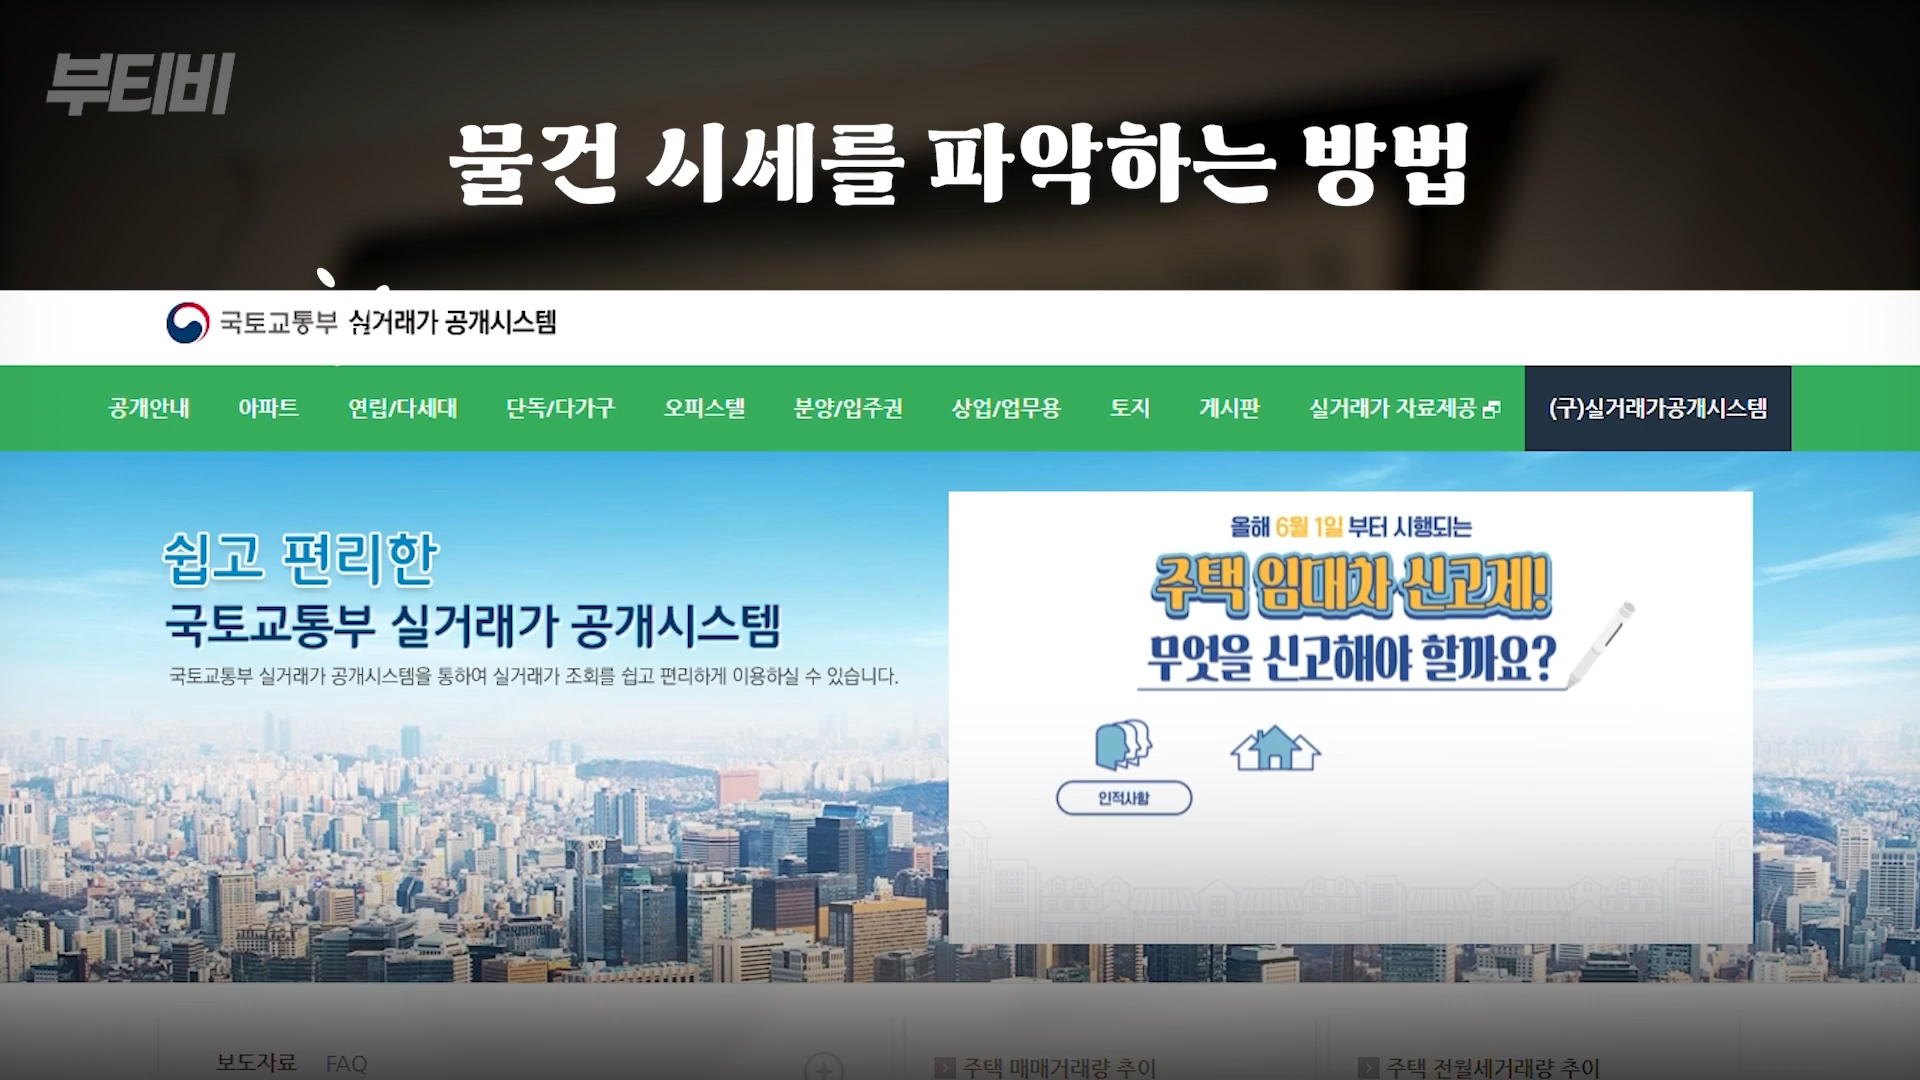 부티비
물건 시세를 파악하는 방법
국토교통부 실거래가 공개시스템
공개안내 아파트 연립/다세대 단독/다가구 오피스텔 분양/입주권 상업/업무용 토지 게시판 실거래가 자료제공 (구)실거래가공개시스템
쉽고 편리한
국토교통부 실거래가 공개시스템
국토교통부 실거래가 공개시스템을 통하여 실거래가 조회를 쉽고 편리하게 이용하실 수 있습니다.
올해 6월 1일 부터 시행되는
주택 임대차 신고제!
무엇을 신고해야 할까요?
인적사항
보도자료 FAQ
주택 매매거래량 추이
주택 전월세거래량 추이